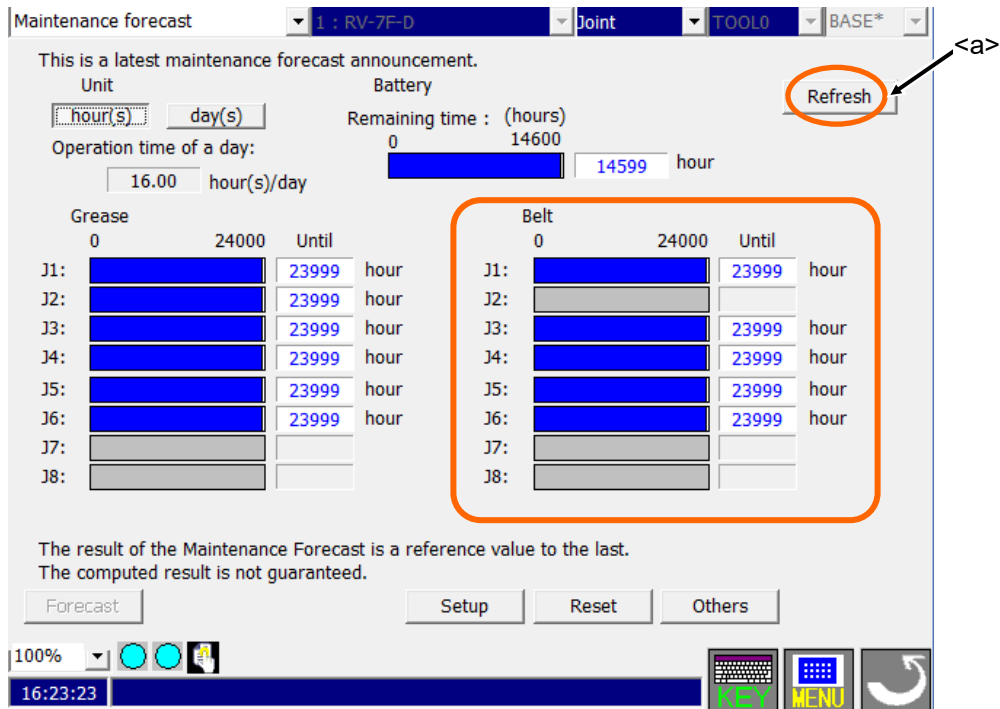 Maintenance forecast 1 : RV-7F-D Joint TOOL0 BASE*
<a>
This is a latest maintenance forecast announcement.
Unit Battery
Refresh
hour(s) day(s) Remaining time : (hours)
Operation time of a day: 0 14600
14599 hour
16.00 hour(s)/day
Grease Belt
0 24000 Until 0 24000 Until
J1: 23999 hour J1: 23999 hour
J2: 23999 hour J2:
J3: 23999 hour J3: 23999 hour
J4: 23999 hour J4: 23999 hour
J5: 23999 hour J5: 23999 hour
J6: 23999 hour J6: 23999 hour
J7: J7:
J8: J8:
The result of the Maintenance Forecast is a reference value to the last.
The computed result is not guaranteed.
Forecast Setup Reset Others
100%
16:23:23 KEY MENU